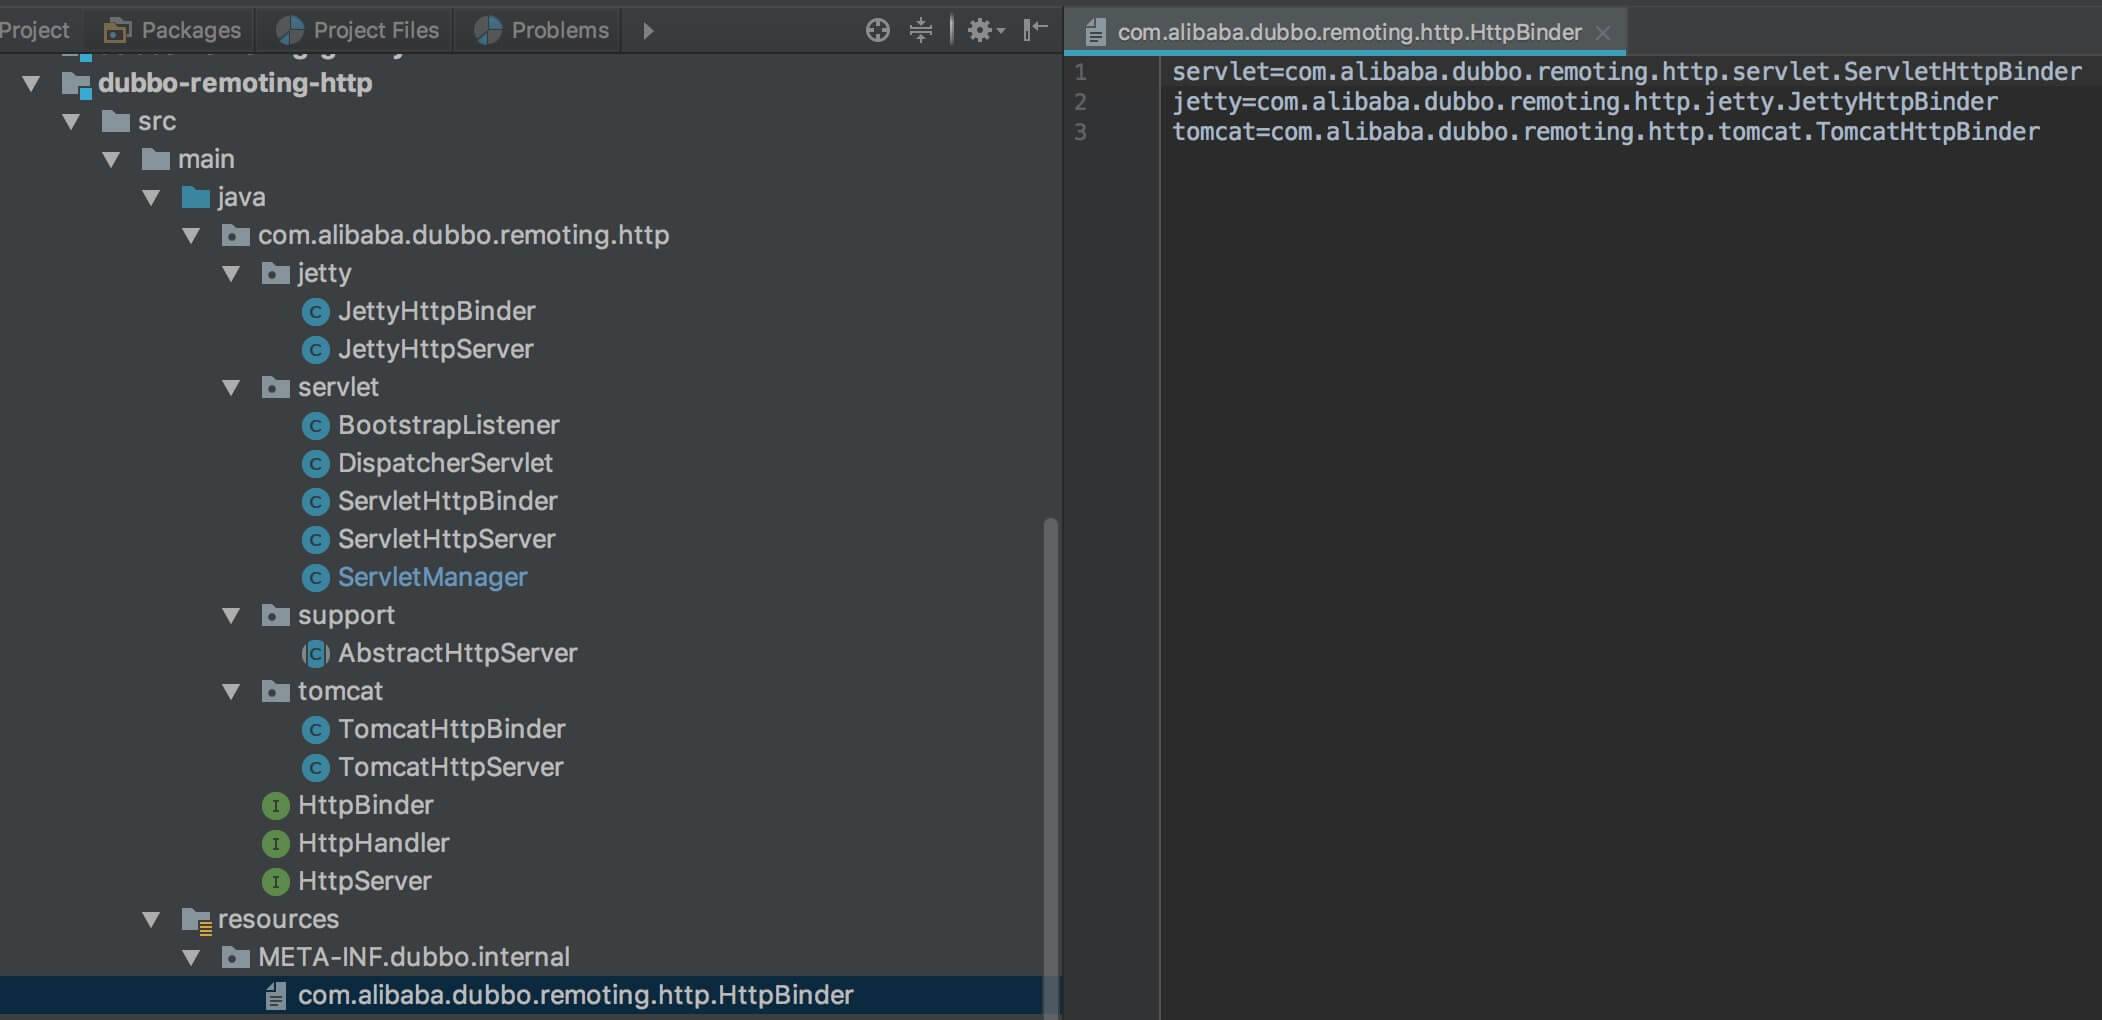 Project Packages Project Files Problems
dubbo-remoting-http
src
main
java
com.alibaba.dubbo.remoting.http
jetty
JettyHttpBinder
JettyHttpServer
servlet
BootstrapListener
DispatcherServlet
ServletHttpBinder
ServletHttpServer
ServletManager
support
AbstractHttpServer
tomcat
TomcatHttpBinder
TomcatHttpServer
HttpBinder
HttpHandler
HttpServer
resources
META-INF.dubbo.internal
com.alibaba.dubbo.remoting.http.HttpBinder
com.alibaba.dubbo.remoting.http.HttpBinder
1 servlet=com.alibaba.dubbo.remoting.http.servlet.ServletHttpBinder
2 jetty=com.alibaba.dubbo.remoting.http.jetty.JettyHttpBinder
3 tomcat=com.alibaba.dubbo.remoting.http.tomcat.TomcatHttpBinder